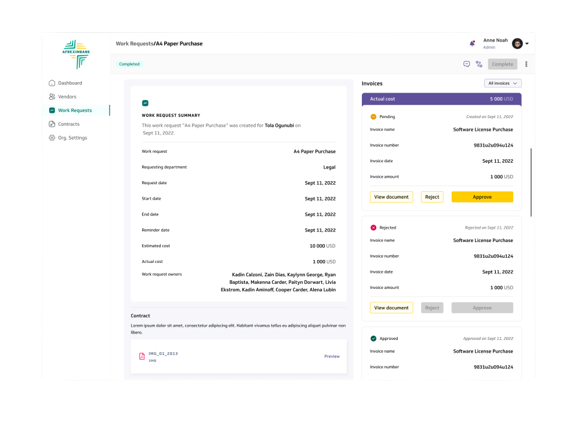 AFREXIMBANK
Work Requests/A4 Paper Purchase
Anne Noah
Admin
Completed
Complete
Dashboard
Vendors
Work Requests
Contracts
Org. Settings
WORK REQUEST SUMMARY
This work request "A4 Paper Purchase" was created for Tola Ogunubi on
Sept 11, 2022.
Work request A4 Paper Purchase
Requesting department Legal
Request date Sept 11, 2022
Start date Sept 11, 2022
End date Sept 11, 2022
Reminder date Sept 11, 2022
Estimated cost 10 000 USD
Actual cost 1 000 USD
Work request owners Kadin Calzoni, Zain Dias, Kaylynn George, Ryan
Baptista, Makenna Carder, Paityn Dorwart, Livia
Ekstrom, Kadin Aminoff, Cooper Carder, Alena Lubin
Contract
Lorem ipsum dolor sit amet, consectetur adipiscing elit. Habitant vivamus tellus eu adipiscing aliquet pulvinar non
libero.
IMG_01_2013
Preview
Invoices
All invoices
Actual cost 5 000 USD
Pending Created on Sept 11, 2022
Invoice name Software License Purchase
Invoice number 9831u2u094u124
Invoice date Sept 11, 2022
Invoice amount 1 000 USD
View document Reject Approve
Rejected Rejected on Sept 11, 2022
Invoice name Software License Purchase
Invoice number 9831u2u094u124
Invoice date Sept 11, 2022
Invoice amount 1 000 USD
View document Reject Approve
Approved Approved on Sept 11, 2022
Invoice name Software License Purchase
Invoice number 9831u2u094u124